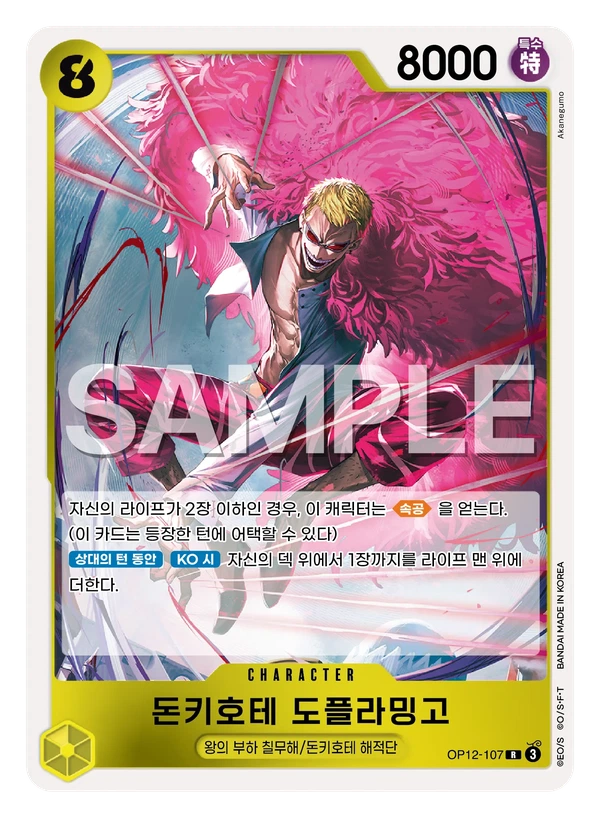 8
8000
특수
特
Akanegumo
SAMPLE
자신의 라이프가 2장 이하인 경우, 이 캐릭터는 속공 을 얻는다.
(이 카드는 등장한 턴에 어택할 수 있다)
상대의 턴 동안 KO 시 자신의 덱 위에서 1장까지를 라이프 맨 위에
더한다.
CHARACTER
돈키호테 도플라밍고
왕의 부하 칠무해/돈키호테 해적단
OP12-107 R 3
©E.O/S. ©E.O/S·F·T BANDAI MADE IN KOREA